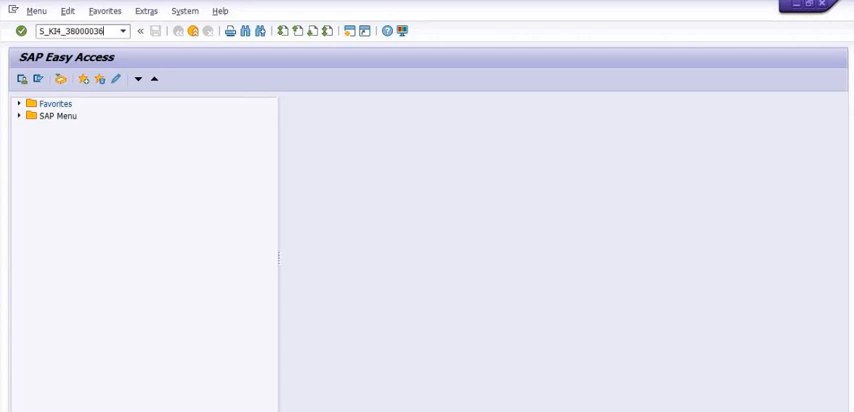 Menu Edit Favorites Extras System Help
S_KI4_38000036
SAP Easy Access
Favorites
SAP Menu